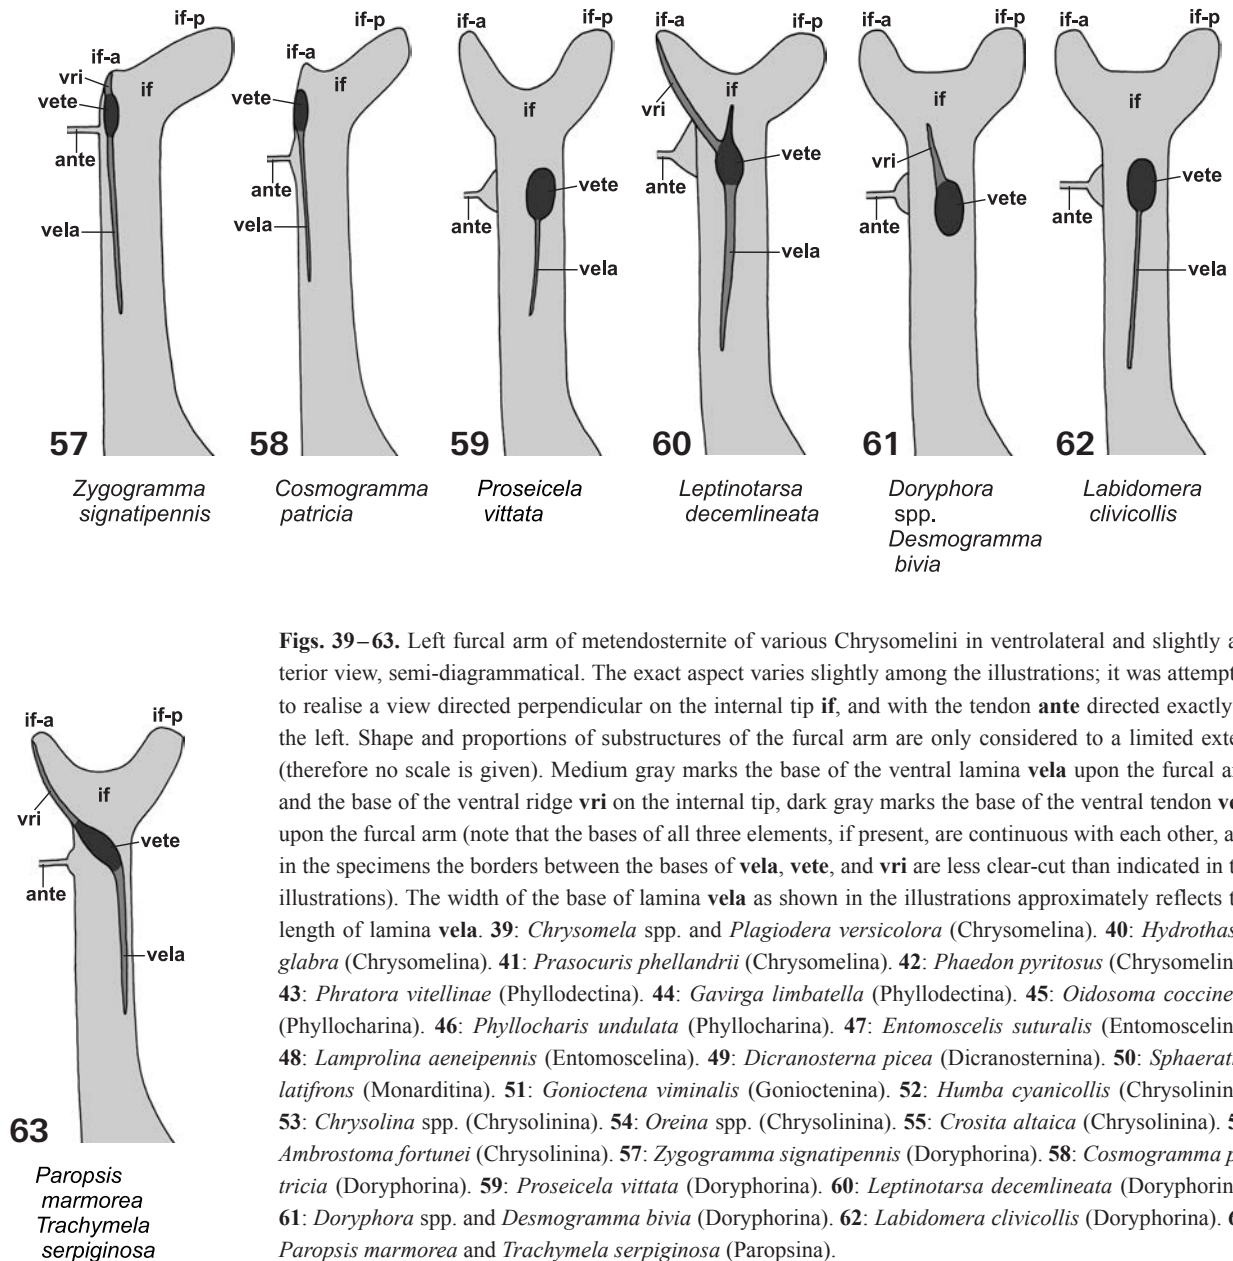 if-p
if-a
vri
vete
if
ante
vela
57
Zygogramma
signatipennis
if-p
if-a
vete
if
ante
vela
58
Cosmogramma
patricia
if-a
if-p
if
vete
ante
vela
59
Proseicela
vittata
if-a
if-p
vri
if
vete
ante
vela
60
Leptinotarsa
decemlineata
if-a
if-p
if
vri
vete
ante
61
Doryphora
spp.
Desmogramma
bivia
if-a
if-p
if
vete
ante
vela
62
Labidomera
clivicollis
if-a
if-p
if
vri
vete
ante
vela
63
Paropsis
marmorea
Trachymela
serpiginosa
Figs. 39–63. Left furcal arm of metendosternite of various Chrysomelini in ventrolateral and slightly a
terior view, semi-diagrammatical. The exact aspect varies slightly among the illustrations; it was attempt
to realise a view directed perpendicular on the internal tip if, and with the tendon ante directed exactly
the left. Shape and proportions of substructures of the furcal arm are only considered to a limited exte
(therefore no scale is given). Medium gray marks the base of the ventral lamina vela upon the furcal ar
and the base of the ventral ridge vri on the internal tip, dark gray marks the base of the ventral tendon ve
upon the furcal arm (note that the bases of all three elements, if present, are continuous with each other, a
in the specimens the borders between the bases of vela, vete, and vri are less clear-cut than indicated in t
illustrations). The width of the base of lamina vela as shown in the illustrations approximately reflects t
length of lamina vela. 39: Chrysomela spp. and Plagiodera versicolora (Chrysomelina). 40: Hydrothas
glabra (Chrysomelina). 41: Prasocuris phellandrii (Chrysomelina). 42: Phaedon pyritosus (Chrysomelin
43: Phratora vitellinae (Phyllodectina). 44: Gavirga limbatella (Phyllodectina). 45: Oidosoma coccine
(Phyllocharina). 46: Phyllocharis undulata (Phyllocharina). 47: Entomoscelis suturalis (Entomoscelin
48: Lamprolina aeneipennis (Entomoscelina). 49: Dicranosterna picea (Dicranosternina). 50: Sphaerati
latifrons (Monarditina). 51: Gonioctena viminalis (Gonioctenina). 52: Humba cyanicollis (Chrysolinin
53: Chrysolina spp. (Chrysolinina). 54: Oreina spp. (Chrysolinina). 55: Crosita altaica (Chrysolinina). 5
Ambrostoma fortunei (Chrysolinina). 57: Zygogramma signatipennis (Doryphorina). 58: Cosmogramma p
tricia (Doryphorina). 59: Proseicela vittata (Doryphorina). 60: Leptinotarsa decemlineata (Doryphorin
61: Doryphora spp. and Desmogramma bivia (Doryphorina). 62: Labidomera clivicollis (Doryphorina). 6
Paropsis marmorea and Trachymela serpiginosa (Paropsina).